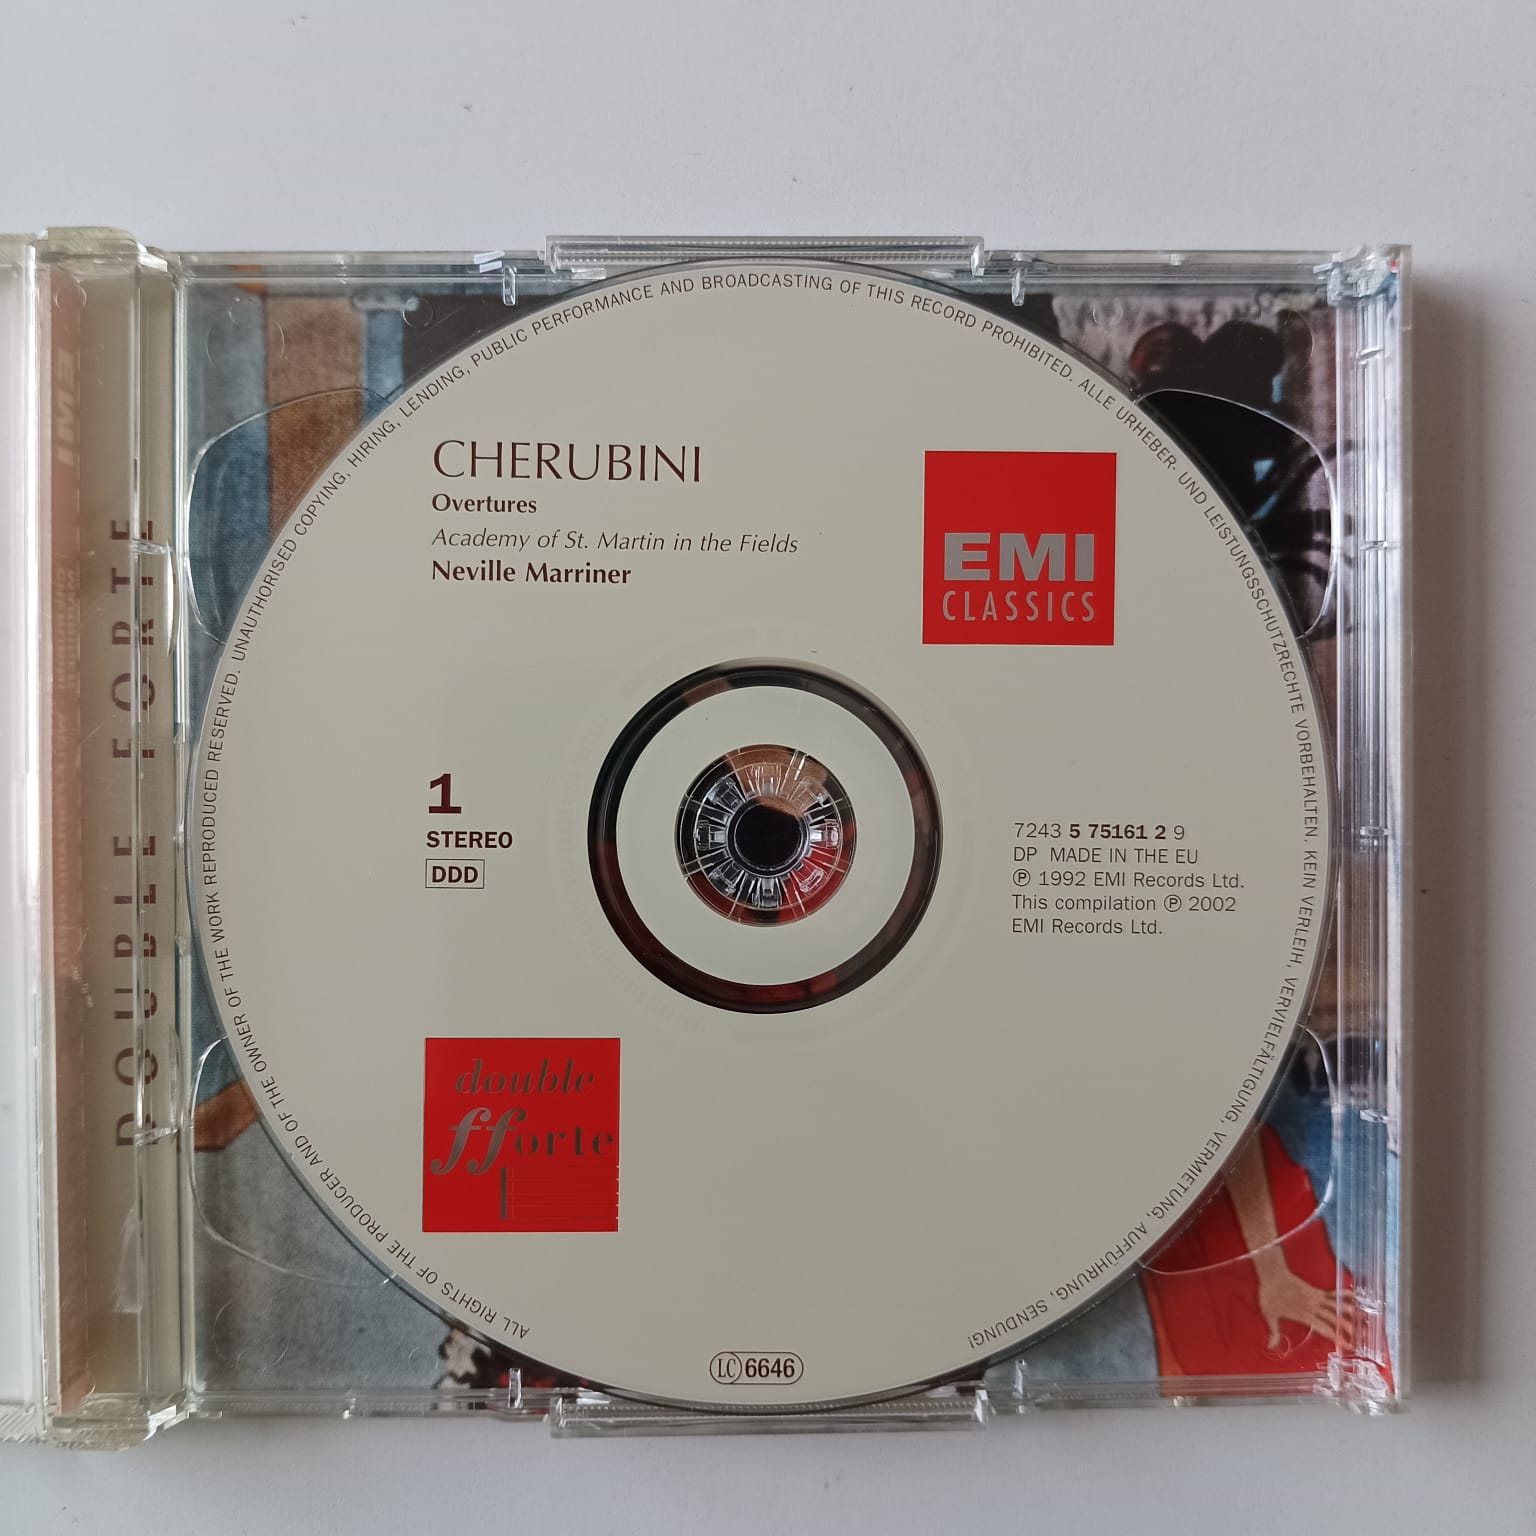 CHERUBINI
Overtures
Academy of St. Martin in the Fields
Neville Marriner
EMI
CLASSICS
1
STEREO
DDD
7243 5 75161 2 9
DP MADE IN THE EU
℗ 1992 EMI Records Ltd.
This compilation ℗ 2002
EMI Records Ltd.
double
fforte
LC 6646
ALL RIGHTS OF THE PRODUCER AND OF THE OWNER OF THE WORK REPRODUCED RESERVED. UNAUTHORISED COPYING, HIRING, LENDING, PUBLIC PERFORMANCE AND BROADCASTING OF THIS RECORD PROHIBITED. ALLE URHEBER- UND LEISTUNGSSCHUTZRECHTE VORBEHALTEN. KEIN VERLEIH, VERVIELFÄLTIGUNG, VERMIETUNG, AUFFÜHRUNG, SENDUNG!
DOUBLE FORTE
EMI